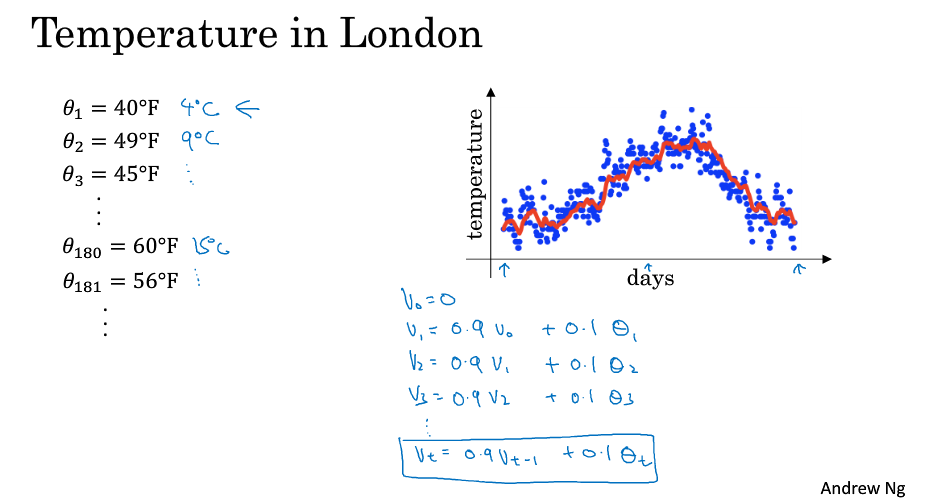 Temperature in London
θ₁ = 40°F 4°C ←
θ₂ = 49°F 9°C
θ₃ = 45°F ⋮
⋮
θ₁₈₀ = 60°F 15°C
θ₁₈₁ = 56°F ⋮
⋮
temperature
days
V₀ = 0
V₁ = 0.9 V₀ + 0.1 θ₁
V₂ = 0.9 V₁ + 0.1 θ₂
V₃ = 0.9 V₂ + 0.1 θ₃
⋮
Vₜ = 0.9 Vₜ₋₁ + 0.1 θₜ
Andrew Ng